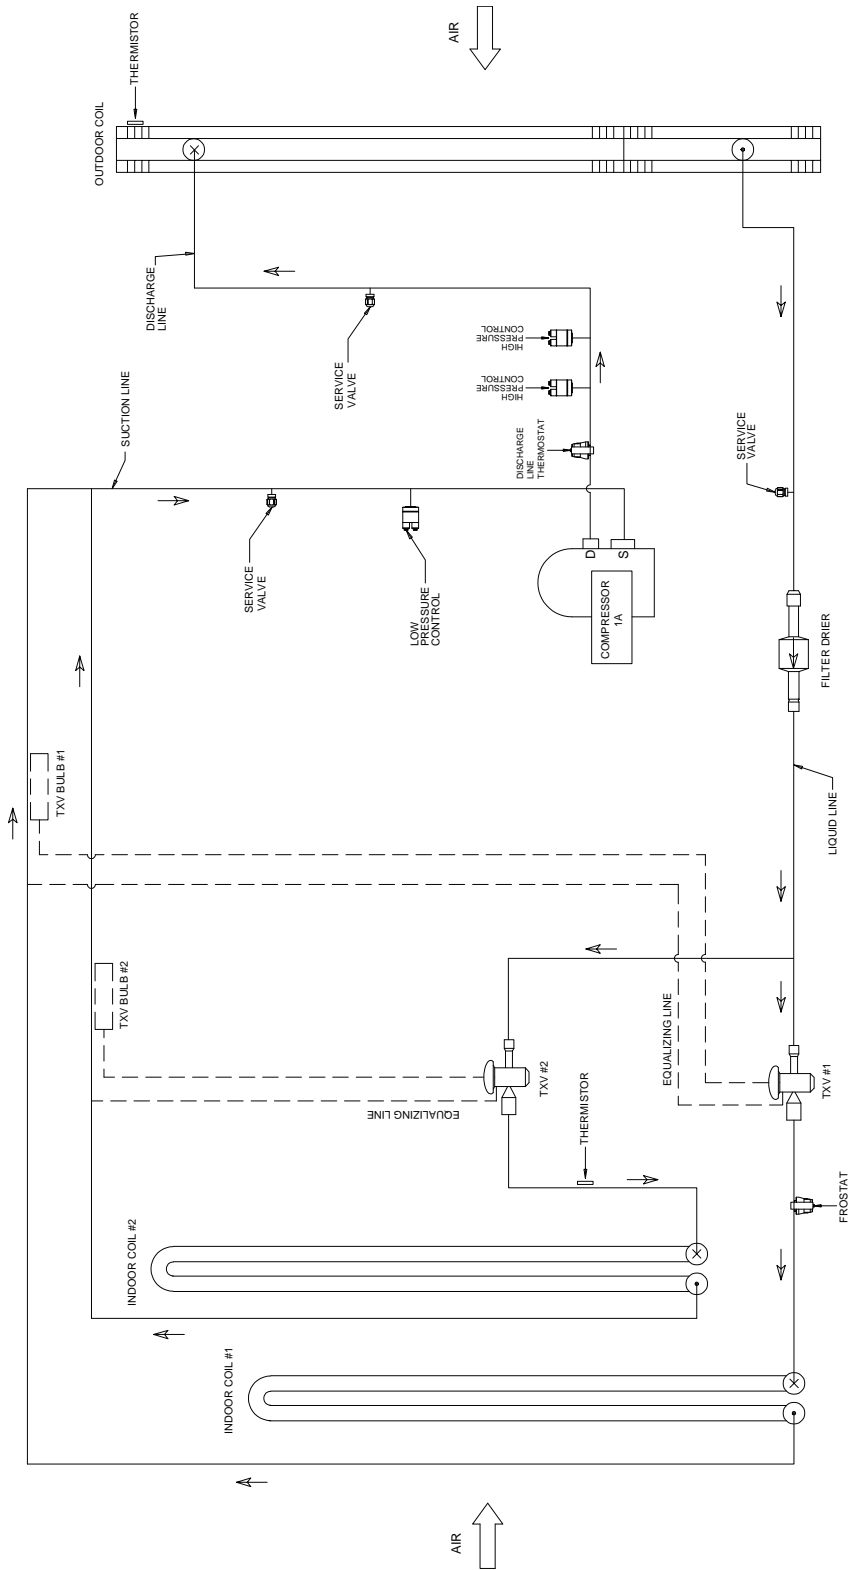 AIR
THERMISTOR
OUTDOOR COIL
DISCHARGE
LINE
SERVICE
VALVE
HIGH
PRESSURE
CONTROL
HIGH
PRESSURE
CONTROL
DISCHARGE
LINE
THERMOSTAT
SUCTION LINE
SERVICE
VALVE
LOW
PRESSURE
CONTROL
COMPRESSOR
1A
D
S
SERVICE
VALVE
FILTER DRIER
LIQUID LINE
TXV BULB #1
TXV BULB #2
EQUALIZING LINE
TXV #2
EQUALIZING LINE
TXV #1
THERMISTOR
FROSTAT
INDOOR COIL #2
INDOOR COIL #1
AIR